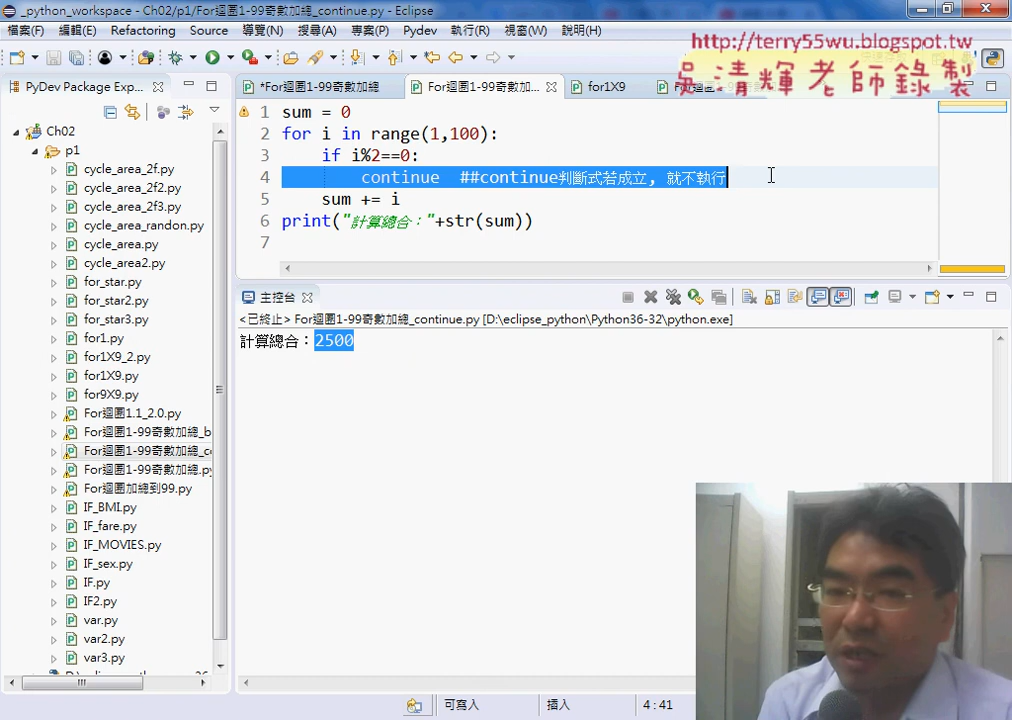 _python_workspace - Ch02/p1/For迴圈1-99奇數加總_continue.py - Eclipse
檔案(F) 編輯(E) Refactoring Source 導覽(N) 搜尋(A) 專案(P) Pydev 執行(R) 視窗(W) 說明(H)
http://terry55wu.blogspot.tw
吳清輝老師錄製
PyDev Package Exp...
*For迴圈1-99奇數加總
For迴圈1-99奇數加...
for1X9
Ch02
p1
cycle_area_2f.py
cycle_area_2f2.py
cycle_area_2f3.py
cycle_area_randon.py
cycle_area.py
cycle_area2.py
for_star.py
for_star2.py
for_star3.py
for1.py
for1X9_2.py
for1X9.py
for9X9.py
For迴圈1.1_2.0.py
For迴圈1-99奇數加總_b
For迴圈1-99奇數加總_c
For迴圈1-99奇數加總.py
For迴圈加總到99.py
IF_BMI.py
IF_fare.py
IF_MOVIES.py
IF_sex.py
IF.py
IF2.py
var.py
var2.py
var3.py
1 sum = 0
2 for i in range(1,100):
3 if i%2==0:
4 continue ##continue判斷式若成立, 就不執行
5 sum += i
6 print("計算總合："+str(sum))
7
主控台
<已終止> For迴圈1-99奇數加總_continue.py [D:\eclipse_python\Python36-32\python.exe]
計算總合：2500
可寫入
插入
4:41